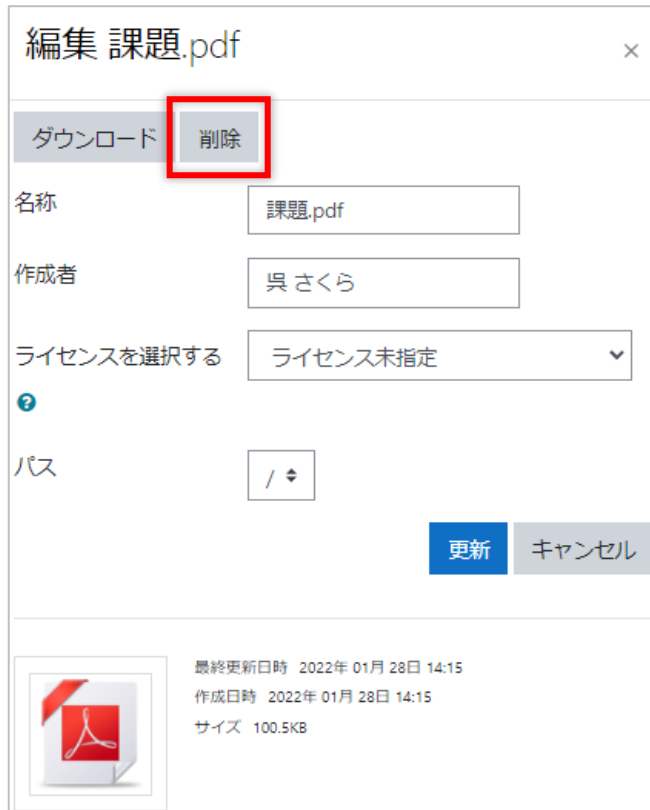 編集 課題.pdf
×
ダウンロード 削除
名称 課題.pdf
作成者 呉 さくら
ライセンスを選択する ライセンス未指定
?
パス /
更新 キャンセル
最終更新日時 2022年 01月 28日 14:15
作成日時 2022年 01月 28日 14:15
サイズ 100.5KB